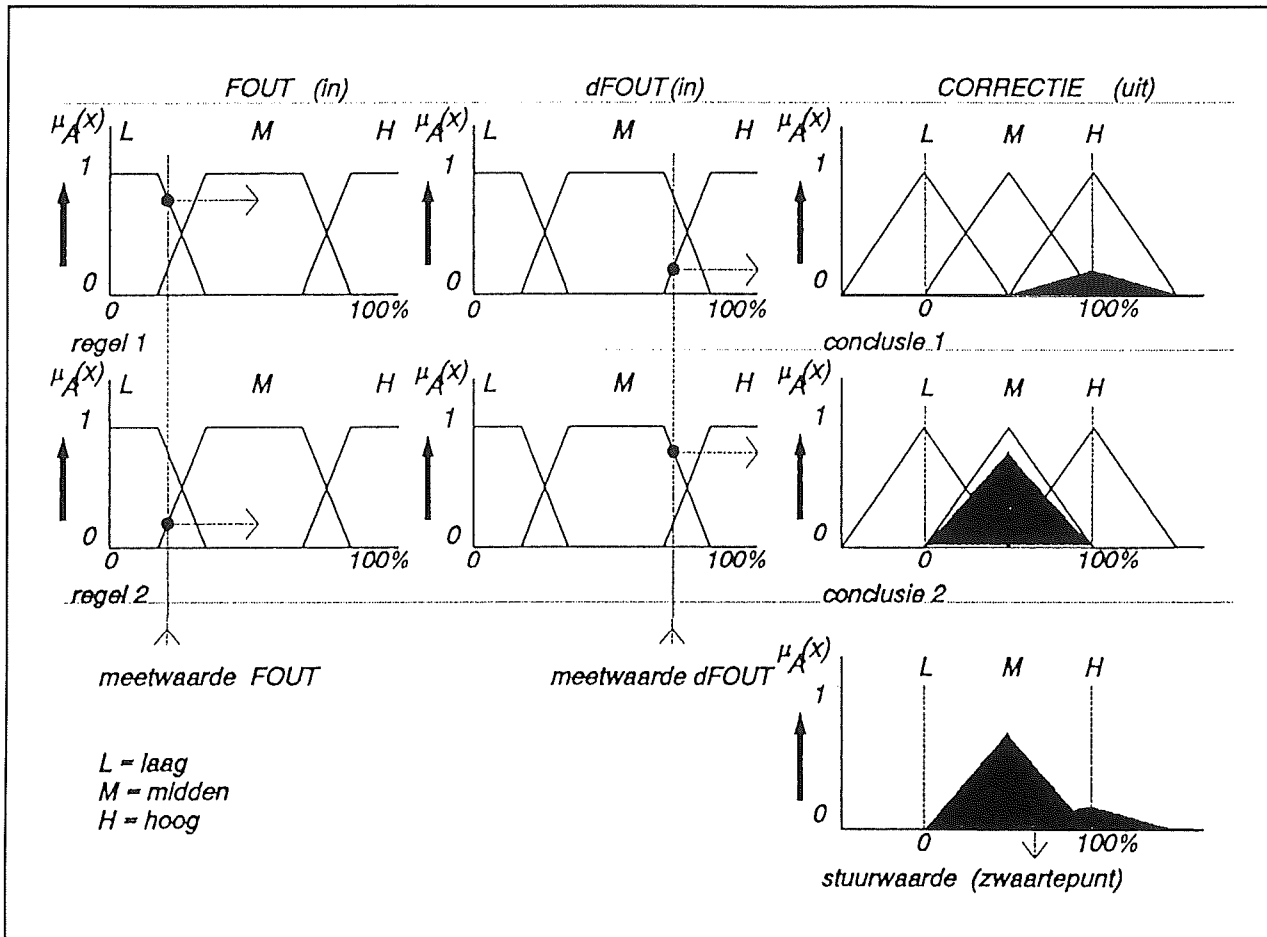 FOUT (in) dFOUT (in) CORRECTIE (uit)
μA(x) L M H μA(x) L M H μA(x) L M H
1 1 1
0 0 0
0 100% 0 100% 0 100%
regel 1 conclusie 1
μA(x) L M H μA(x) L M H μA(x) L M H
1 1 1
0 0 0
0 100% 0 100% 0 100%
regel 2 conclusie 2
meetwaarde FOUT meetwaarde dFOUT
μA(x) L M H
1
0
0 100%
L = laag
M = midden
H = hoog
stuurwaarde (zwaartepunt)